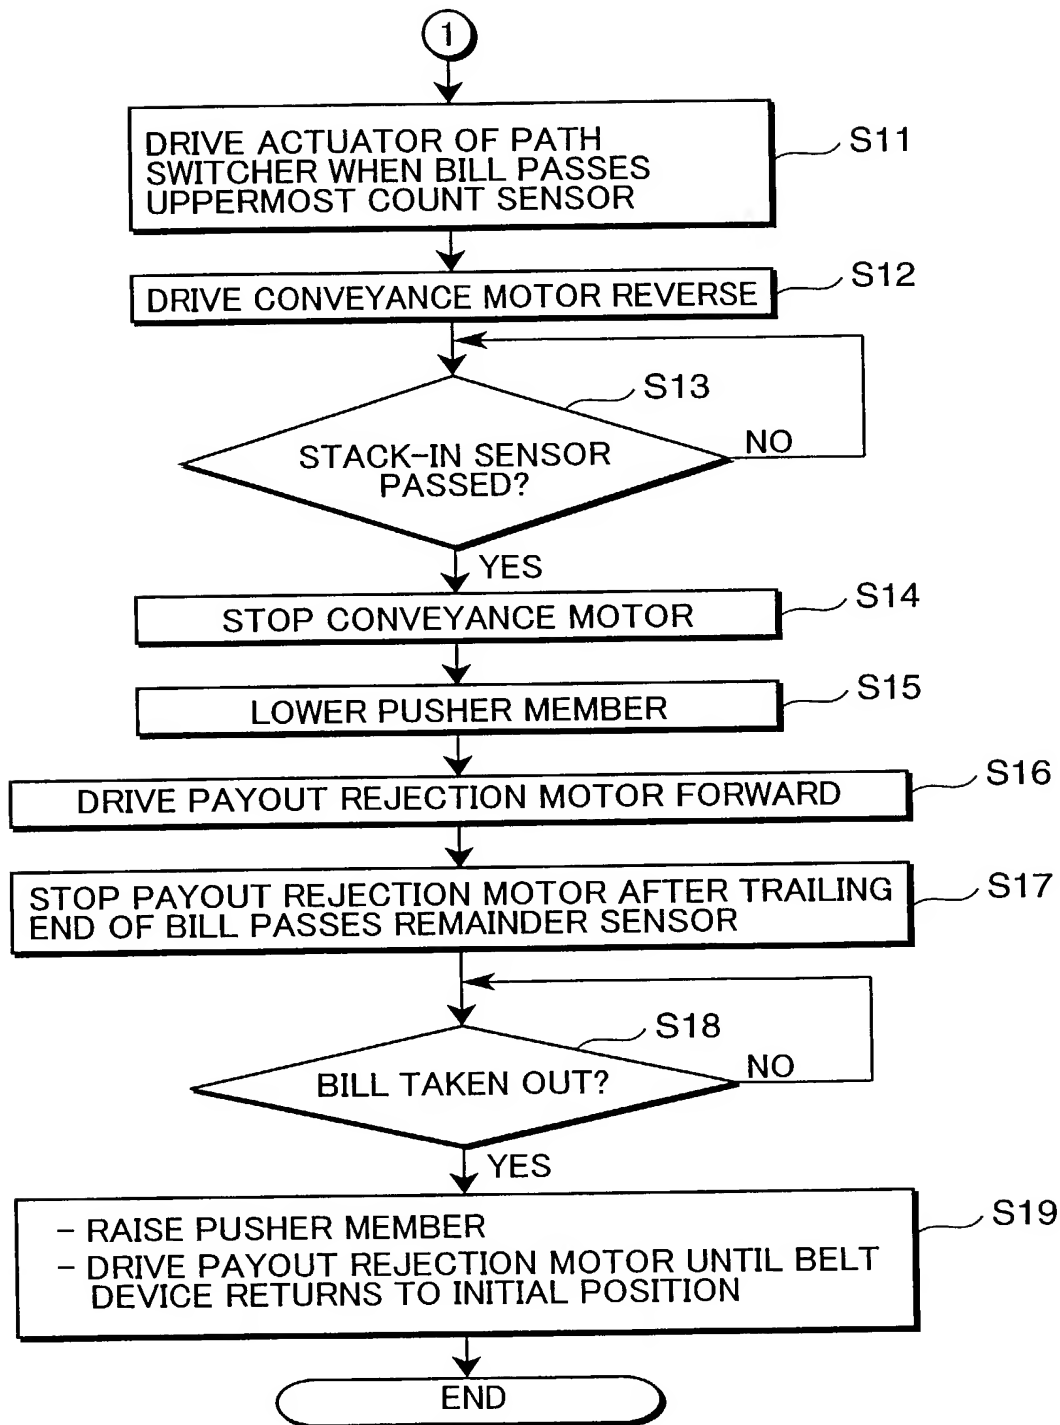 1
DRIVE ACTUATOR OF PATH
SWITCHER WHEN BILL PASSES
UPPERMOST COUNT SENSOR
S11
DRIVE CONVEYANCE MOTOR REVERSE
S12
S13
STACK-IN SENSOR
PASSED?
NO
YES
STOP CONVEYANCE MOTOR
S14
LOWER PUSHER MEMBER
S15
DRIVE PAYOUT REJECTION MOTOR FORWARD
S16
STOP PAYOUT REJECTION MOTOR AFTER TRAILING
END OF BILL PASSES REMAINDER SENSOR
S17
S18
BILL TAKEN OUT?
NO
YES
- RAISE PUSHER MEMBER
- DRIVE PAYOUT REJECTION MOTOR UNTIL BELT
DEVICE RETURNS TO INITIAL POSITION
S19
END